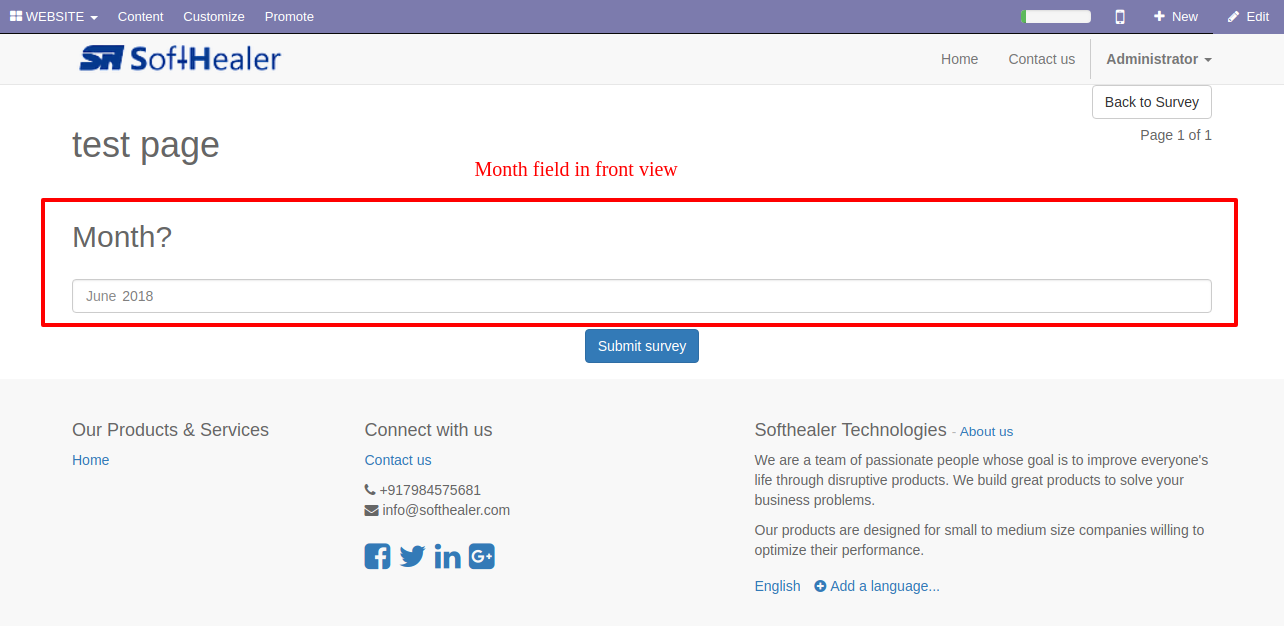 WEBSITE Content Customize Promote New Edit
SoftHealer Home Contact us Administrator
Back to Survey
Page 1 of 1
test page
Month field in front view
Month?
June 2018
Submit survey
Our Products & Services
Home
Connect with us
Contact us
+917984575681
info@softhealer.com
Softhealer Technologies - About us
We are a team of passionate people whose goal is to improve everyone's
life through disruptive products. We build great products to solve your
business problems.
Our products are designed for small to medium size companies willing to
optimize their performance.
English Add a language...